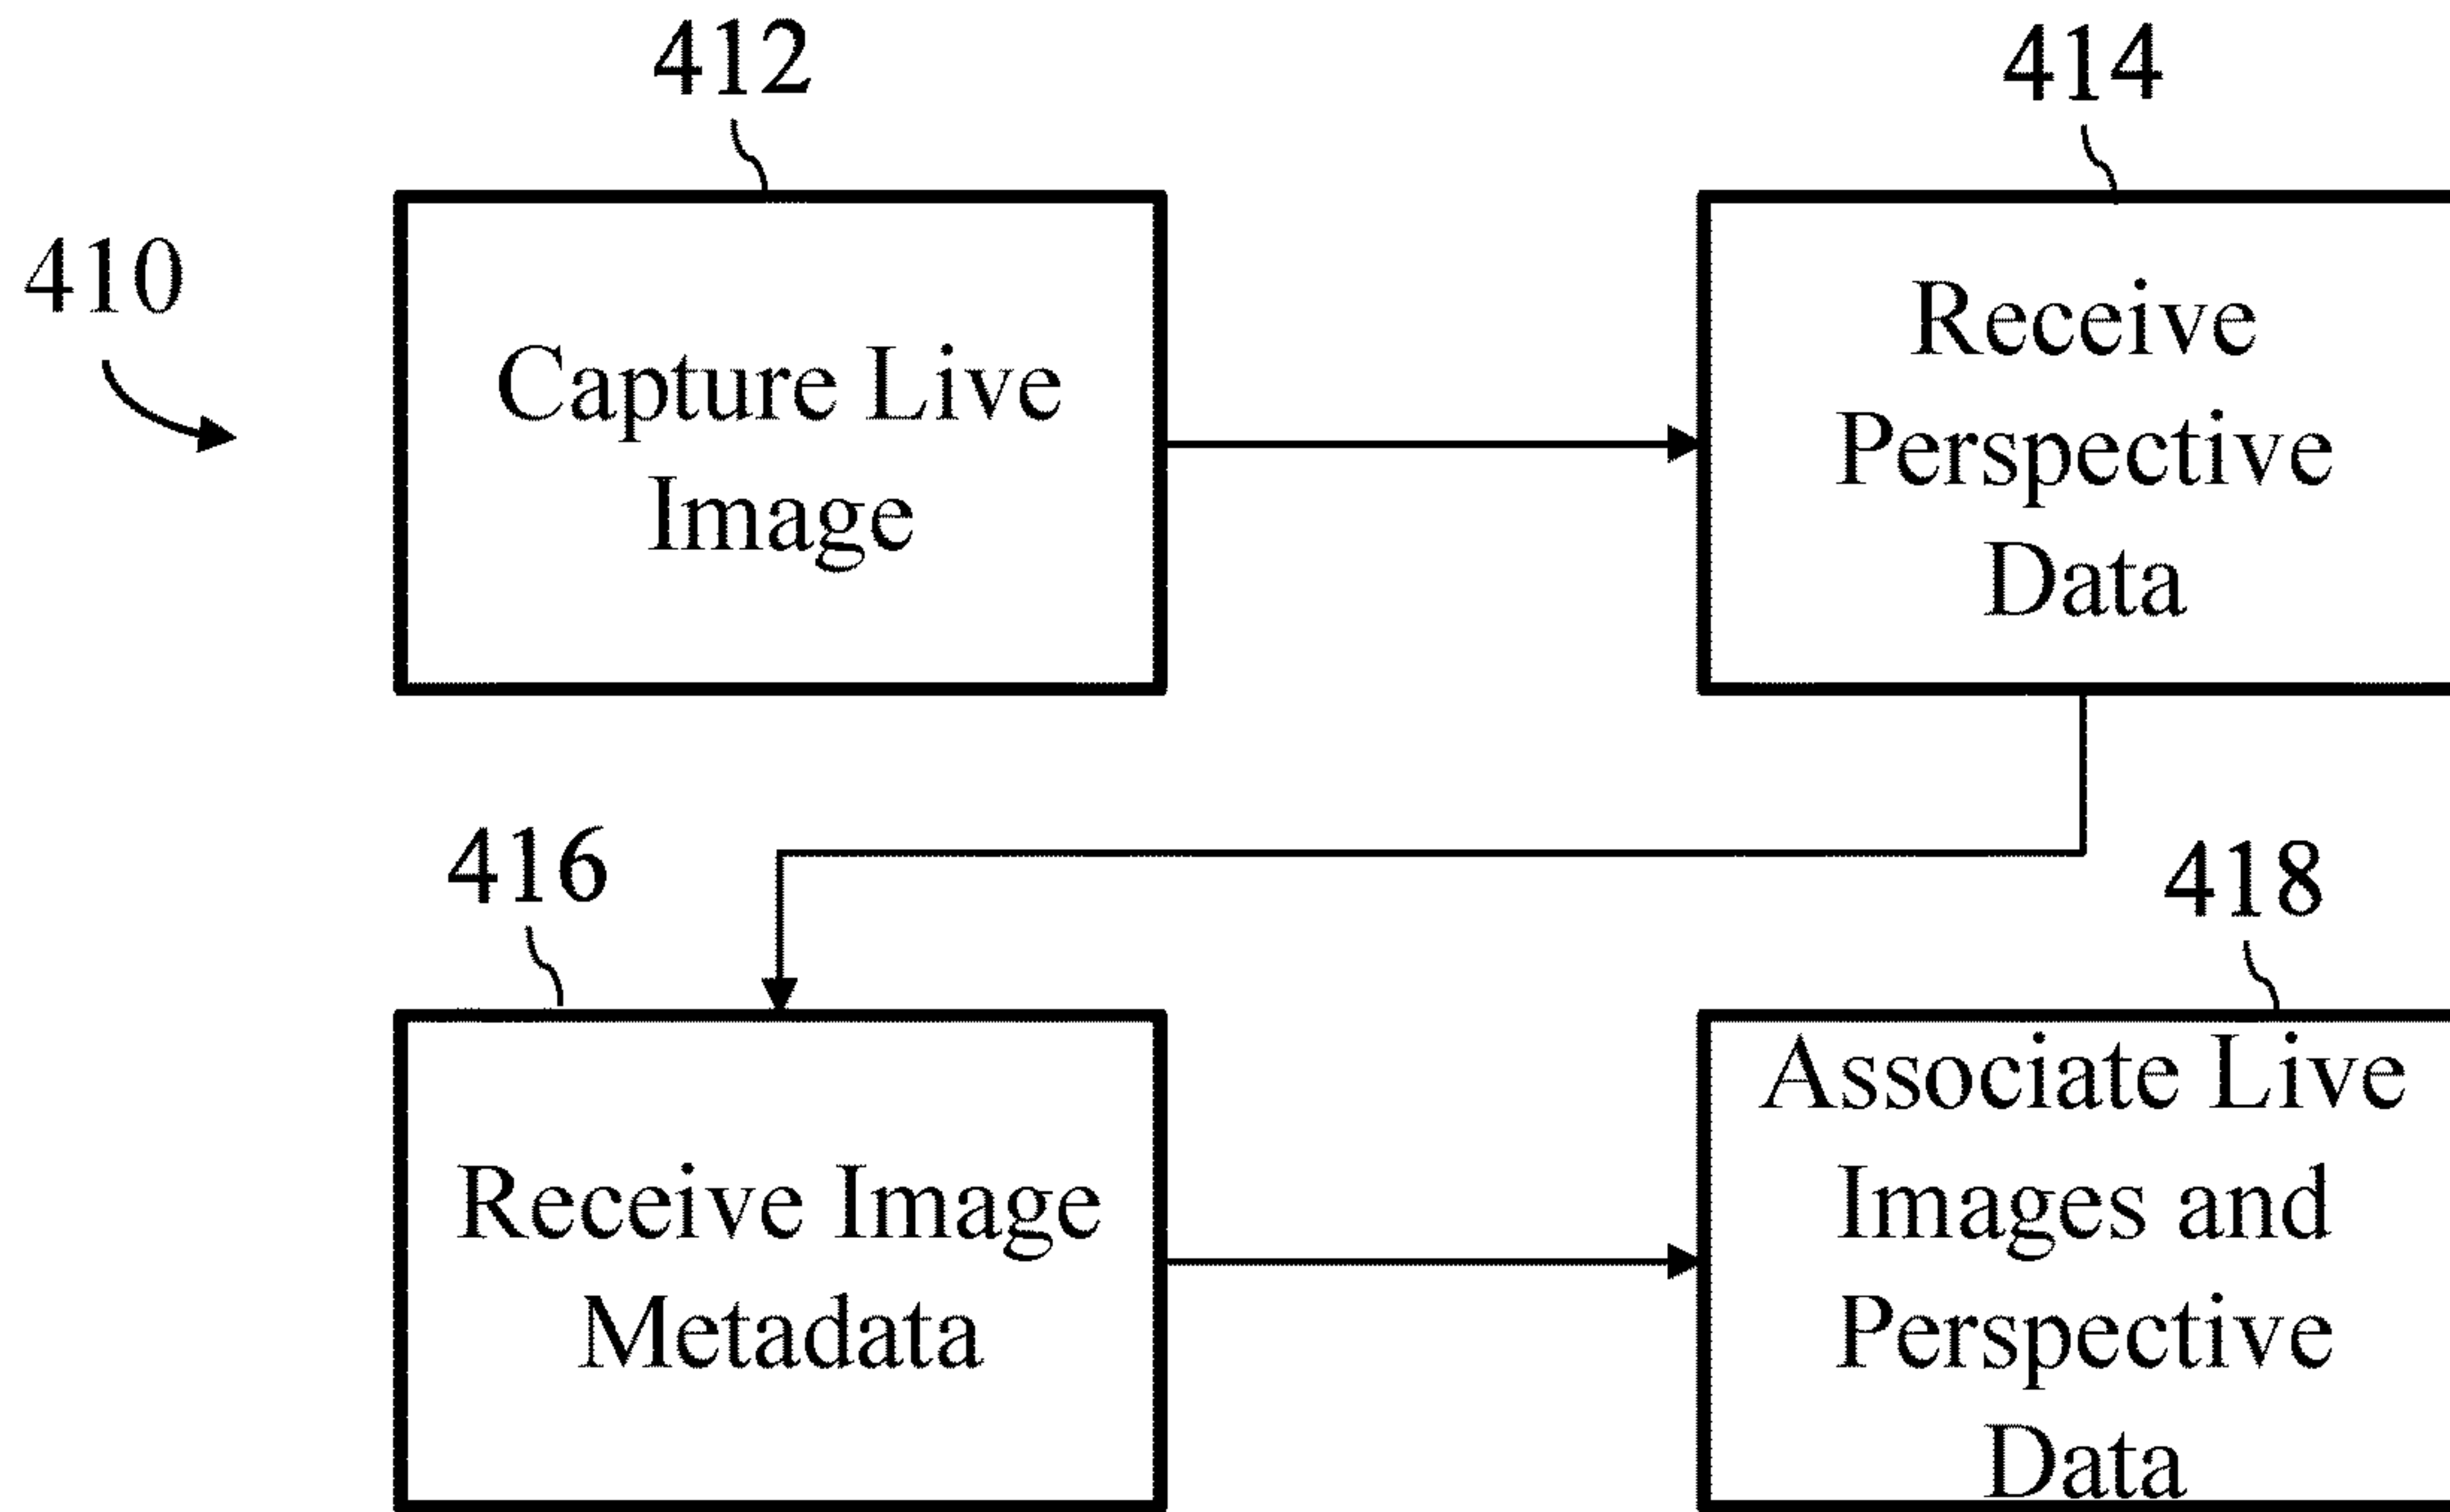 412
414
410
Capture Live
Image
Receive
Perspective
Data
416
418
Receive Image
Metadata
Associate Live
Images and
Perspective
Data